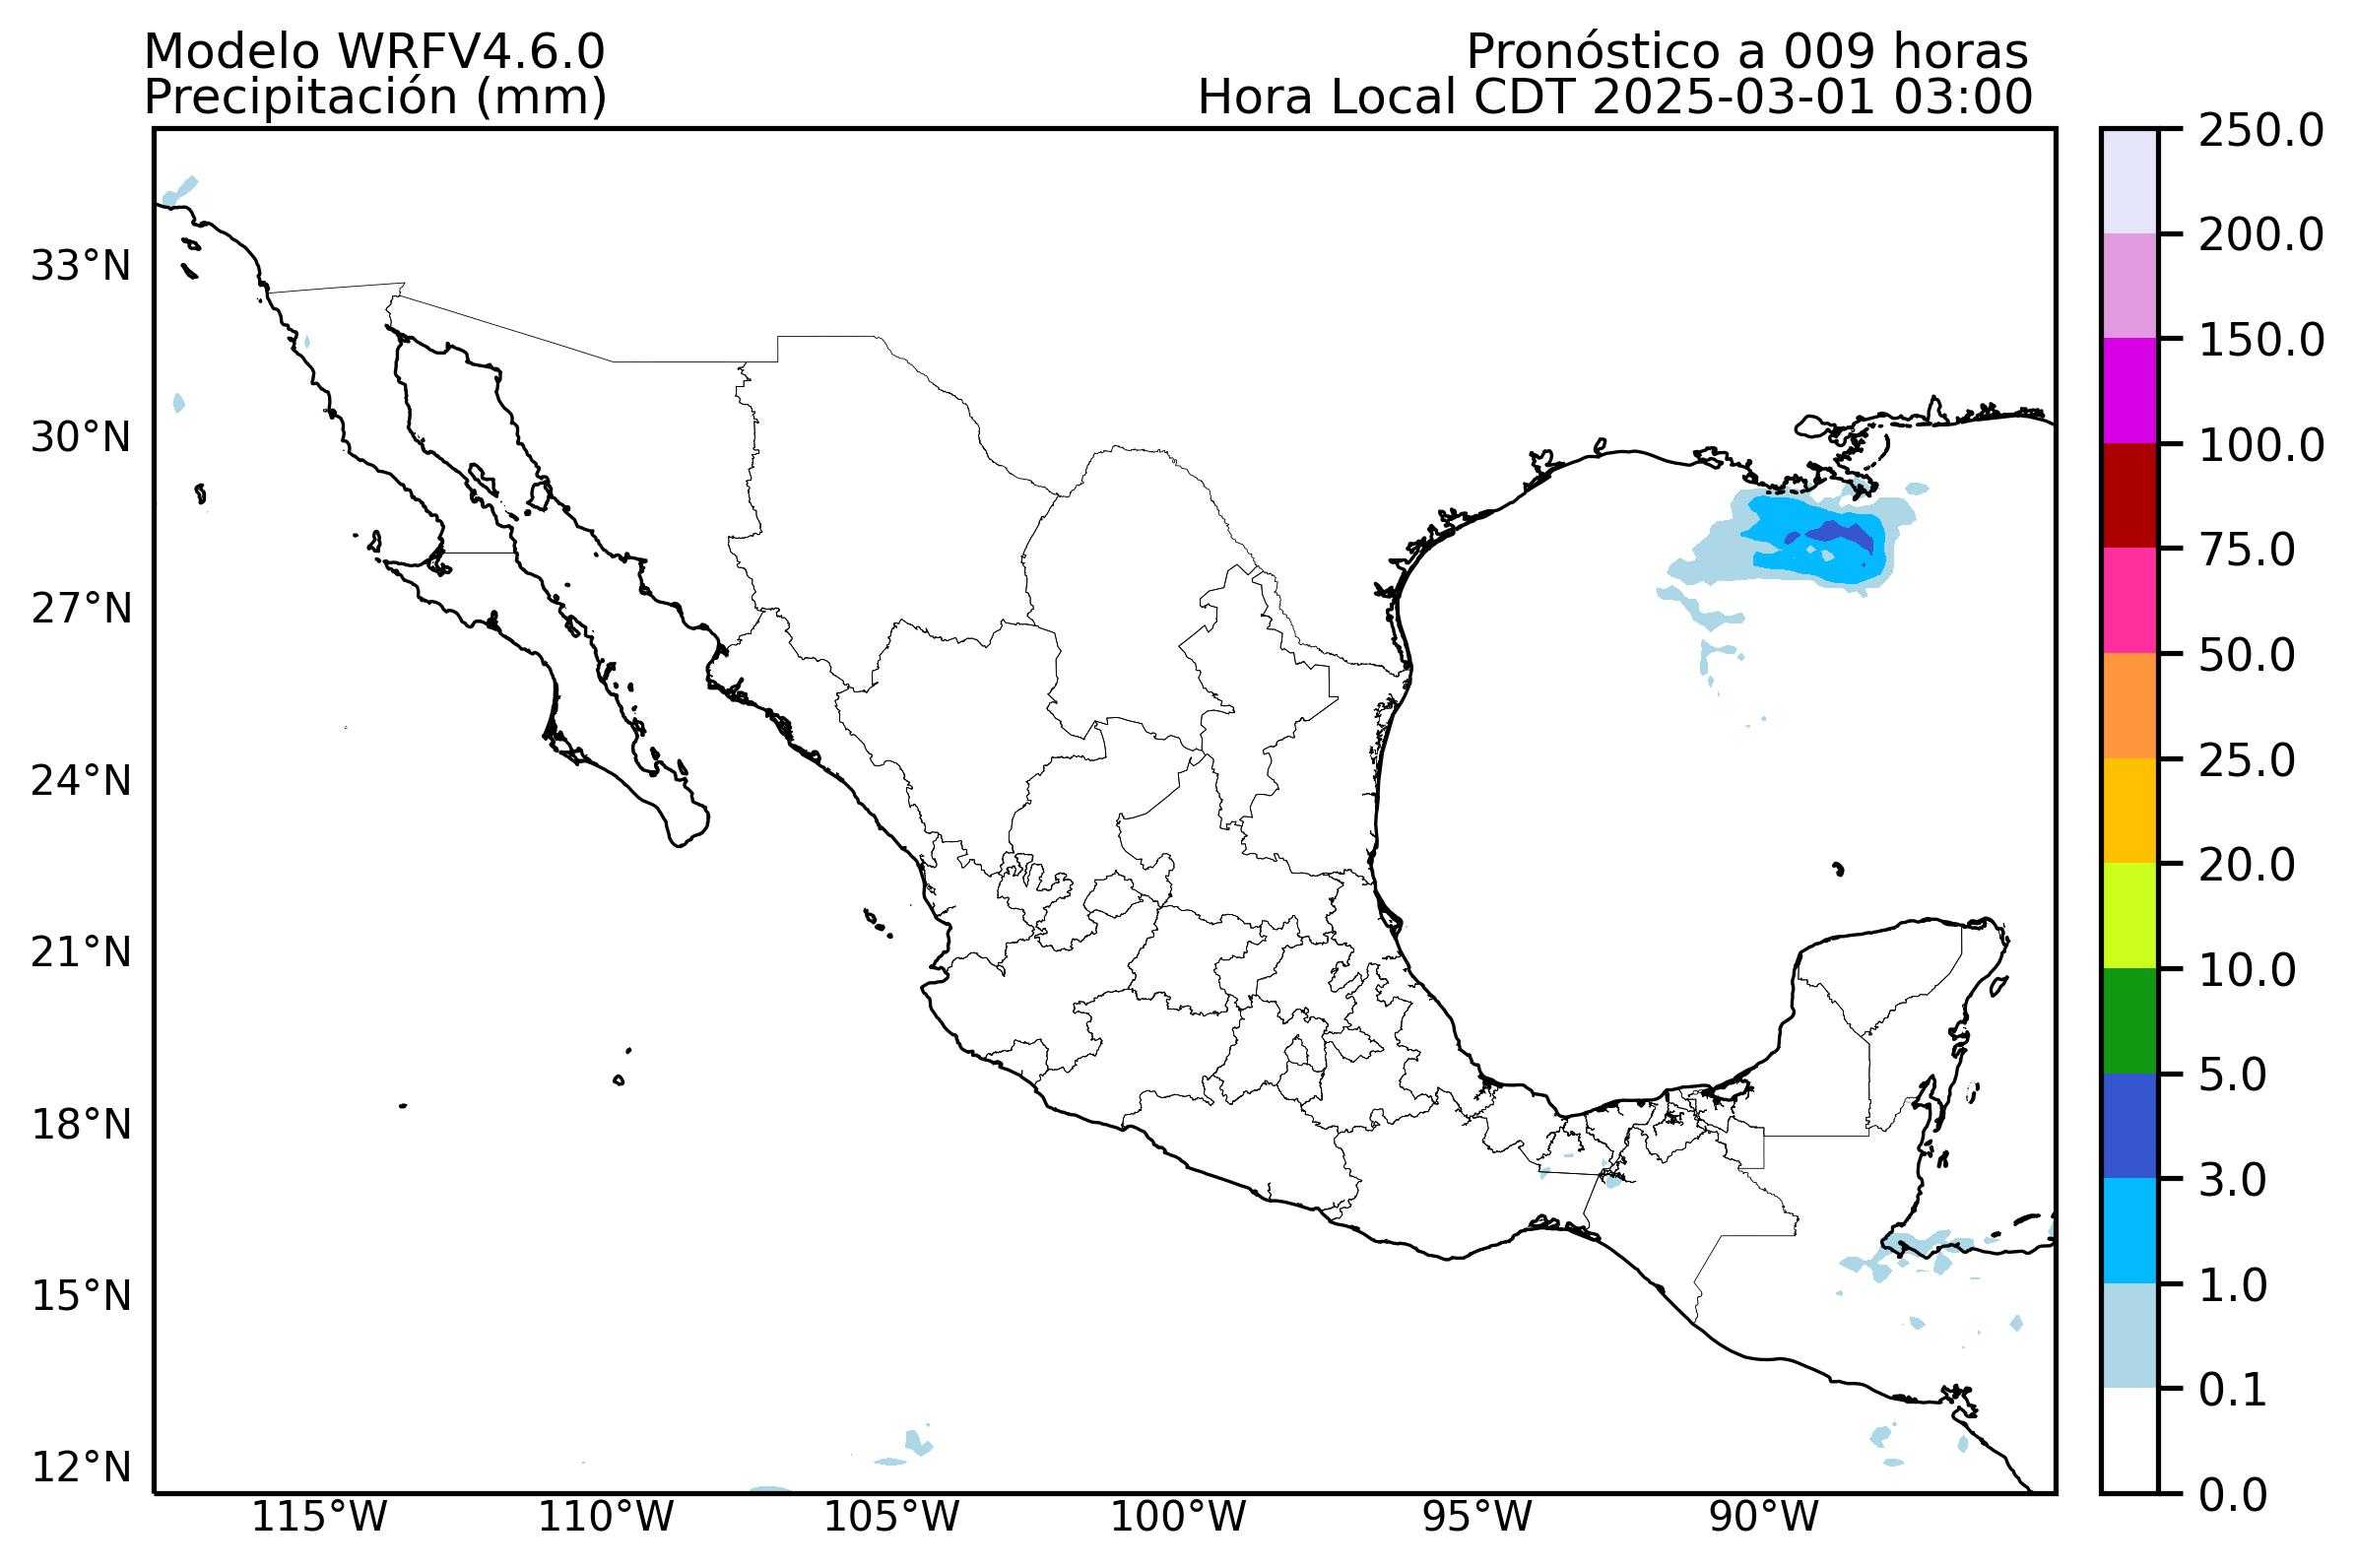 Modelo WRFV4.6.0
Pronóstico a 009 horas
Precipitación (mm)
Hora Local CDT 2025-03-01 03:00
33°N
30°N
27°N
24°N
21°N
18°N
15°N
12°N
115°W
110°W
105°W
100°W
95°W
90°W
250.0
200.0
150.0
100.0
75.0
50.0
25.0
20.0
10.0
5.0
3.0
1.0
0.1
0.0